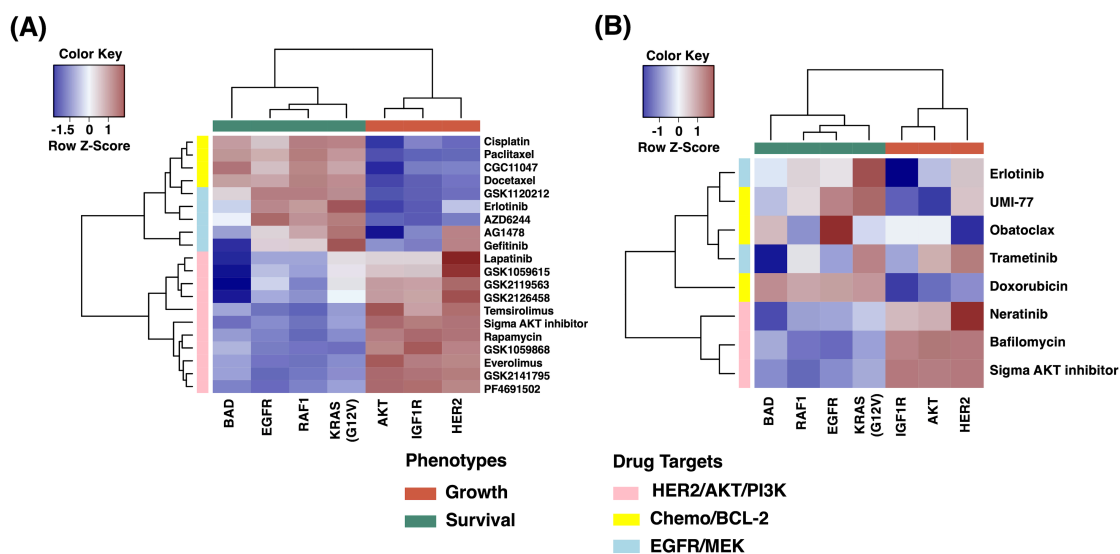 (A)
Color Key
-1.5 0 1
Row Z-Score
Cisplatin
Paclitaxel
CGC11047
Docetaxel
GSK1120212
Erlotinib
AZD6244
AG1478
Gefitinib
Lapatinib
GSK1059615
GSK2119563
GSK2126458
Temsirolimus
Sigma AKT inhibitor
Rapamycin
GSK1059868
Everolimus
GSK2141795
PF4691502
BAD
EGFR
RAF1
KRAS
(G12V)
AKT
IGF1R
HER2
(B)
Color Key
-1 0 1
Row Z-Score
Erlotinib
UMI-77
Obatoclax
Trametinib
Doxorubicin
Neratinib
Bafilomycin
Sigma AKT inhibitor
BAD
RAF1
EGFR
KRAS
(G12V)
IGF1R
AKT
HER2
Phenotypes
Growth
Survival
Drug Targets
HER2/AKT/PI3K
Chemo/BCL-2
EGFR/MEK